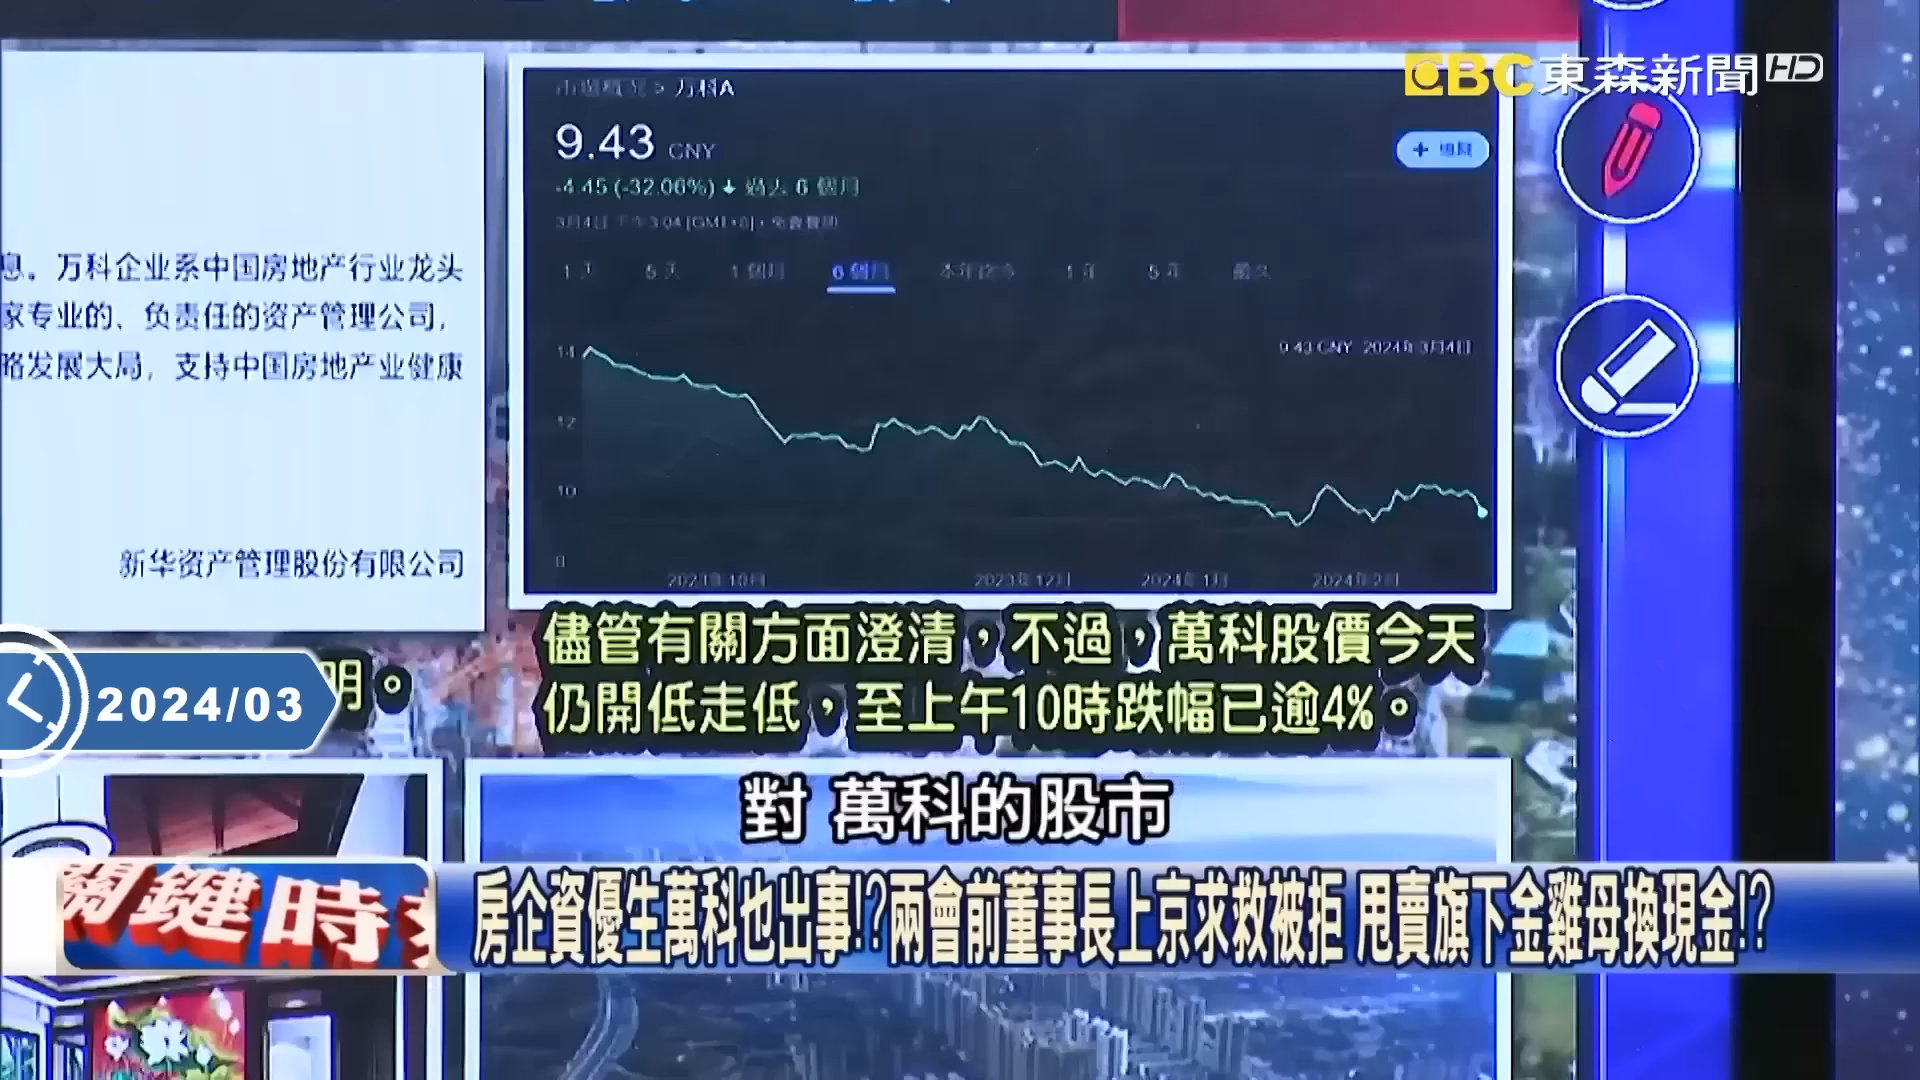 EBC 東森新聞 HD
万科A
9.43 CNY
-4.45 (-32.06%) ↓ 過去 6 個月
1 天 5 天 1 個月 6 個月 本年迄今 1 年 5 年 最久
9.43 CNY 2024年3月4日
14
12
10
8
2023年10月 2023年12月 2024年1月 2024年2月
息。万科企业系中国房地产行业龙头
家专业的、负责任的资产管理公司,
略发展大局,支持中国房地产业健康
新华资产管理股份有限公司
明。
2024/03
儘管有關方面澄清,不過,萬科股價今天
仍開低走低,至上午10時跌幅已逾4%。
對 萬科的股市
關鍵時
房企資優生萬科也出事!?兩會前董事長上京求救被拒 甩賣旗下金雞母換現金!?